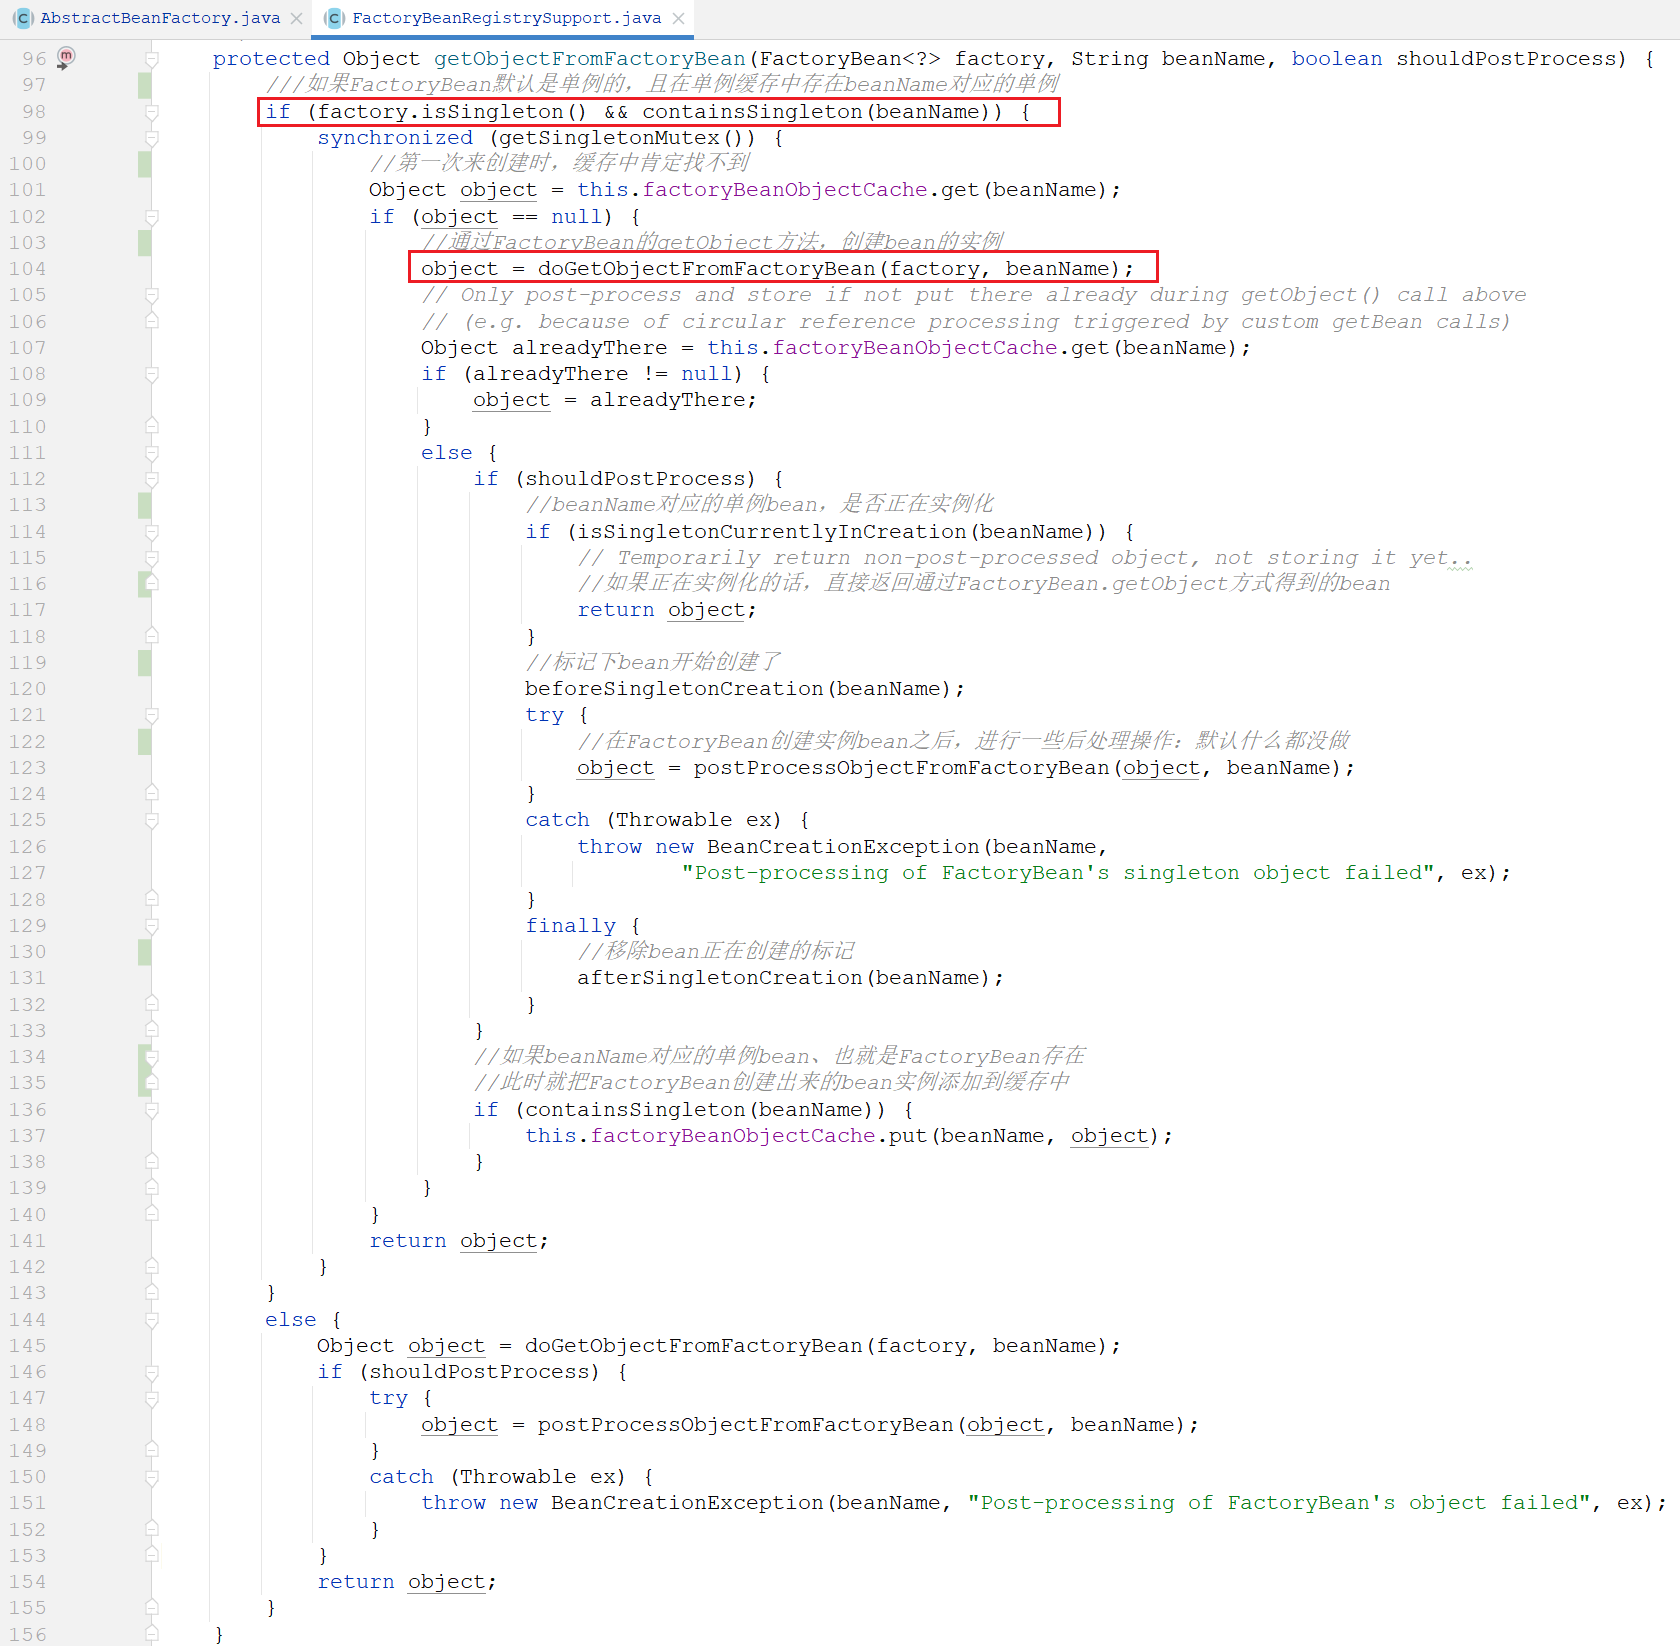 AbstractBeanFactory.java
FactoryBeanRegistrySupport.java
96 protected Object getObjectFromFactoryBean(FactoryBean<?> factory, String beanName, boolean shouldPostProcess) {
97 ///如果FactoryBean默认是单例的，且在单例缓存中存在beanName对应的单例
98 if (factory.isSingleton() && containsSingleton(beanName)) {
99 synchronized (getSingletonMutex()) {
100 //第一次来创建时，缓存中肯定找不到
101 Object object = this.factoryBeanObjectCache.get(beanName);
102 if (object == null) {
103 //通过FactoryBean的getObject方法，创建bean的实例
104 object = doGetObjectFromFactoryBean(factory, beanName);
105 // Only post-process and store if not put there already during getObject() call above
106 // (e.g. because of circular reference processing triggered by custom getBean calls)
107 Object alreadyThere = this.factoryBeanObjectCache.get(beanName);
108 if (alreadyThere != null) {
109 object = alreadyThere;
110 }
111 else {
112 if (shouldPostProcess) {
113 //beanName对应的单例bean，是否正在实例化
114 if (isSingletonCurrentlyInCreation(beanName)) {
115 // Temporarily return non-post-processed object, not storing it yet..
116 //如果正在实例化的话，直接返回通过FactoryBean.getObject方式得到的bean
117 return object;
118 }
119 //标记下bean开始创建了
120 beforeSingletonCreation(beanName);
121 try {
122 //在FactoryBean创建实例bean之后，进行一些后处理操作：默认什么都没做
123 object = postProcessObjectFromFactoryBean(object, beanName);
124 }
125 catch (Throwable ex) {
126 throw new BeanCreationException(beanName,
127 "Post-processing of FactoryBean's singleton object failed", ex);
128 }
129 finally {
130 //移除bean正在创建的标记
131 afterSingletonCreation(beanName);
132 }
133 }
134 //如果beanName对应的单例bean、也就是FactoryBean存在
135 //此时就把FactoryBean创建出来的bean实例添加到缓存中
136 if (containsSingleton(beanName)) {
137 this.factoryBeanObjectCache.put(beanName, object);
138 }
139 }
140 }
141 return object;
142 }
143 }
144 else {
145 Object object = doGetObjectFromFactoryBean(factory, beanName);
146 if (shouldPostProcess) {
147 try {
148 object = postProcessObjectFromFactoryBean(object, beanName);
149 }
150 catch (Throwable ex) {
151 throw new BeanCreationException(beanName, "Post-processing of FactoryBean's object failed", ex);
152 }
153 }
154 return object;
155 }
156 }